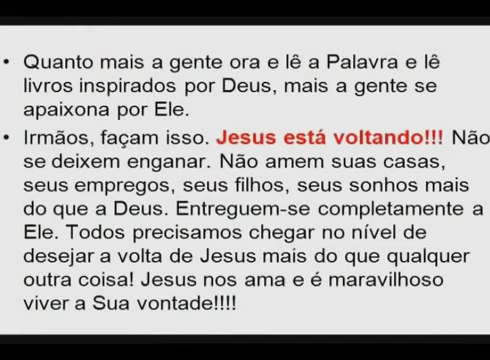 • Quanto mais a gente ora e lê a Palavra e lê
livros inspirados por Deus, mais a gente se
apaixona por Ele.
• Irmãos, façam isso. Jesus está voltando!!! Não
se deixem enganar. Não amem suas casas,
seus empregos, seus filhos, seus sonhos mais
do que a Deus. Entreguem-se completamente a
Ele. Todos precisamos chegar no nível de
desejar a volta de Jesus mais do que qualquer
outra coisa! Jesus nos ama e é maravilhoso
viver a Sua vontade!!!!